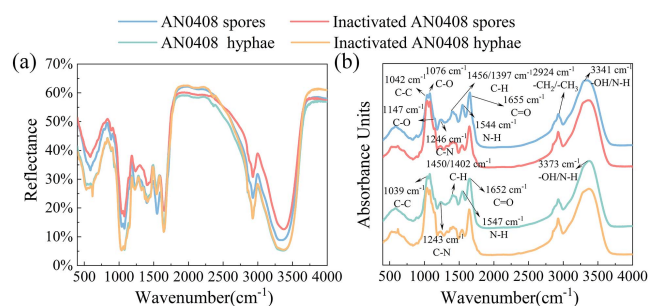 AN0408 spores
Inactivated AN0408 spores
AN0408 hyphae
Inactivated AN0408 hyphae
(a)
70%
60%
50%
40%
30%
20%
10%
0%
Reflectance
500 1000 1500 2000 2500 3000 3500 4000
Wavenumber(cm⁻¹)
(b)
Absorbance Units
1076 cm⁻¹
C-O
1456/1397 cm⁻¹
C-H
2924 cm⁻¹
-CH₂/-CH₃
3341 cm⁻¹
-OH/N-H
1042 cm⁻¹
C-C
1655 cm⁻¹
C=O
1147 cm⁻¹
C-O
1544 cm⁻¹
N-H
1246 cm⁻¹
C-N
1450/1402 cm⁻¹
C-H
3373 cm⁻¹
-OH/N-H
1039 cm⁻¹
C-C
1652 cm⁻¹
C=O
1547 cm⁻¹
N-H
1243 cm⁻¹
C-N
500 1000 1500 2000 2500 3000 3500 4000
Wavenumber(cm⁻¹)